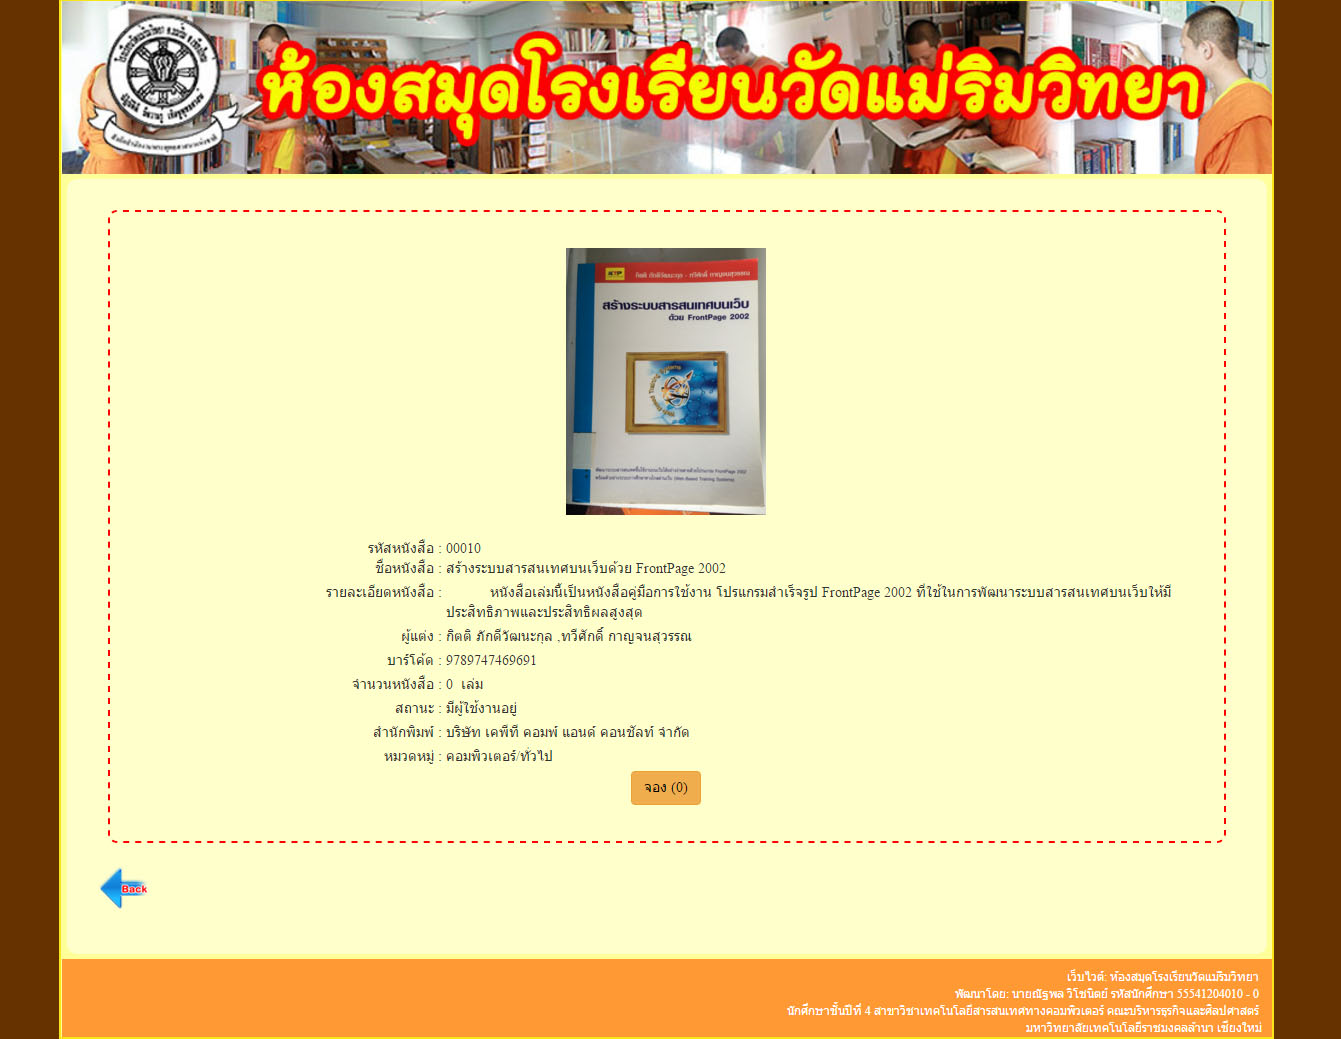 ห้องสมุดโรงเรียนวัดแม่ริมวิทยา
กิตติ ภักดีวัฒนะกุล - ทวีศักดิ์ กาญจนสุวรรณ
สร้างระบบสารสนเทศบนเว็บ
ด้วย FrontPage 2002
รหัสหนังสือ : 00010
ชื่อหนังสือ : สร้างระบบสารสนเทศบนเว็บด้วย FrontPage 2002
รายละเอียดหนังสือ : หนังสือเล่มนี้เป็นหนังสือคู่มือการใช้งาน โปรแกรมสำเร็จรูป FrontPage 2002 ที่ใช้ในการพัฒนาระบบสารสนเทศบนเว็บให้มี
ประสิทธิภาพและประสิทธิผลสูงสุด
ผู้แต่ง : กิตติ ภักดีวัฒนะกุล ,ทวีศักดิ์ กาญจนสุวรรณ
บาร์โค้ด : 9789747469691
จำนวนหนังสือ : 0 เล่ม
สถานะ : มีผู้ใช้งานอยู่
สำนักพิมพ์ : บริษัท เคพีที คอมพ์ แอนด์ คอนซัลท์ จำกัด
หมวดหมู่ : คอมพิวเตอร์/ทั่วไป
จอง (0)
Back
เว็บไวต์: ห้องสมุดโรงเรียนวัดแม่ริมวิทยา
พัฒนาโดย: นายณัฐพล วิโชนิตย์ รหัสนักศึกษา 55541204010 - 0
นักศึกษาชั้นปีที่ 4 สาขาวิชาเทคโนโลยีสารสนเทศทางคอมพิวเตอร์ คณะบริหารธุรกิจและศิลปศาสตร์
มหาวิทยาลัยเทคโนโลยีราชมงคลล้านา เชียงใหม่